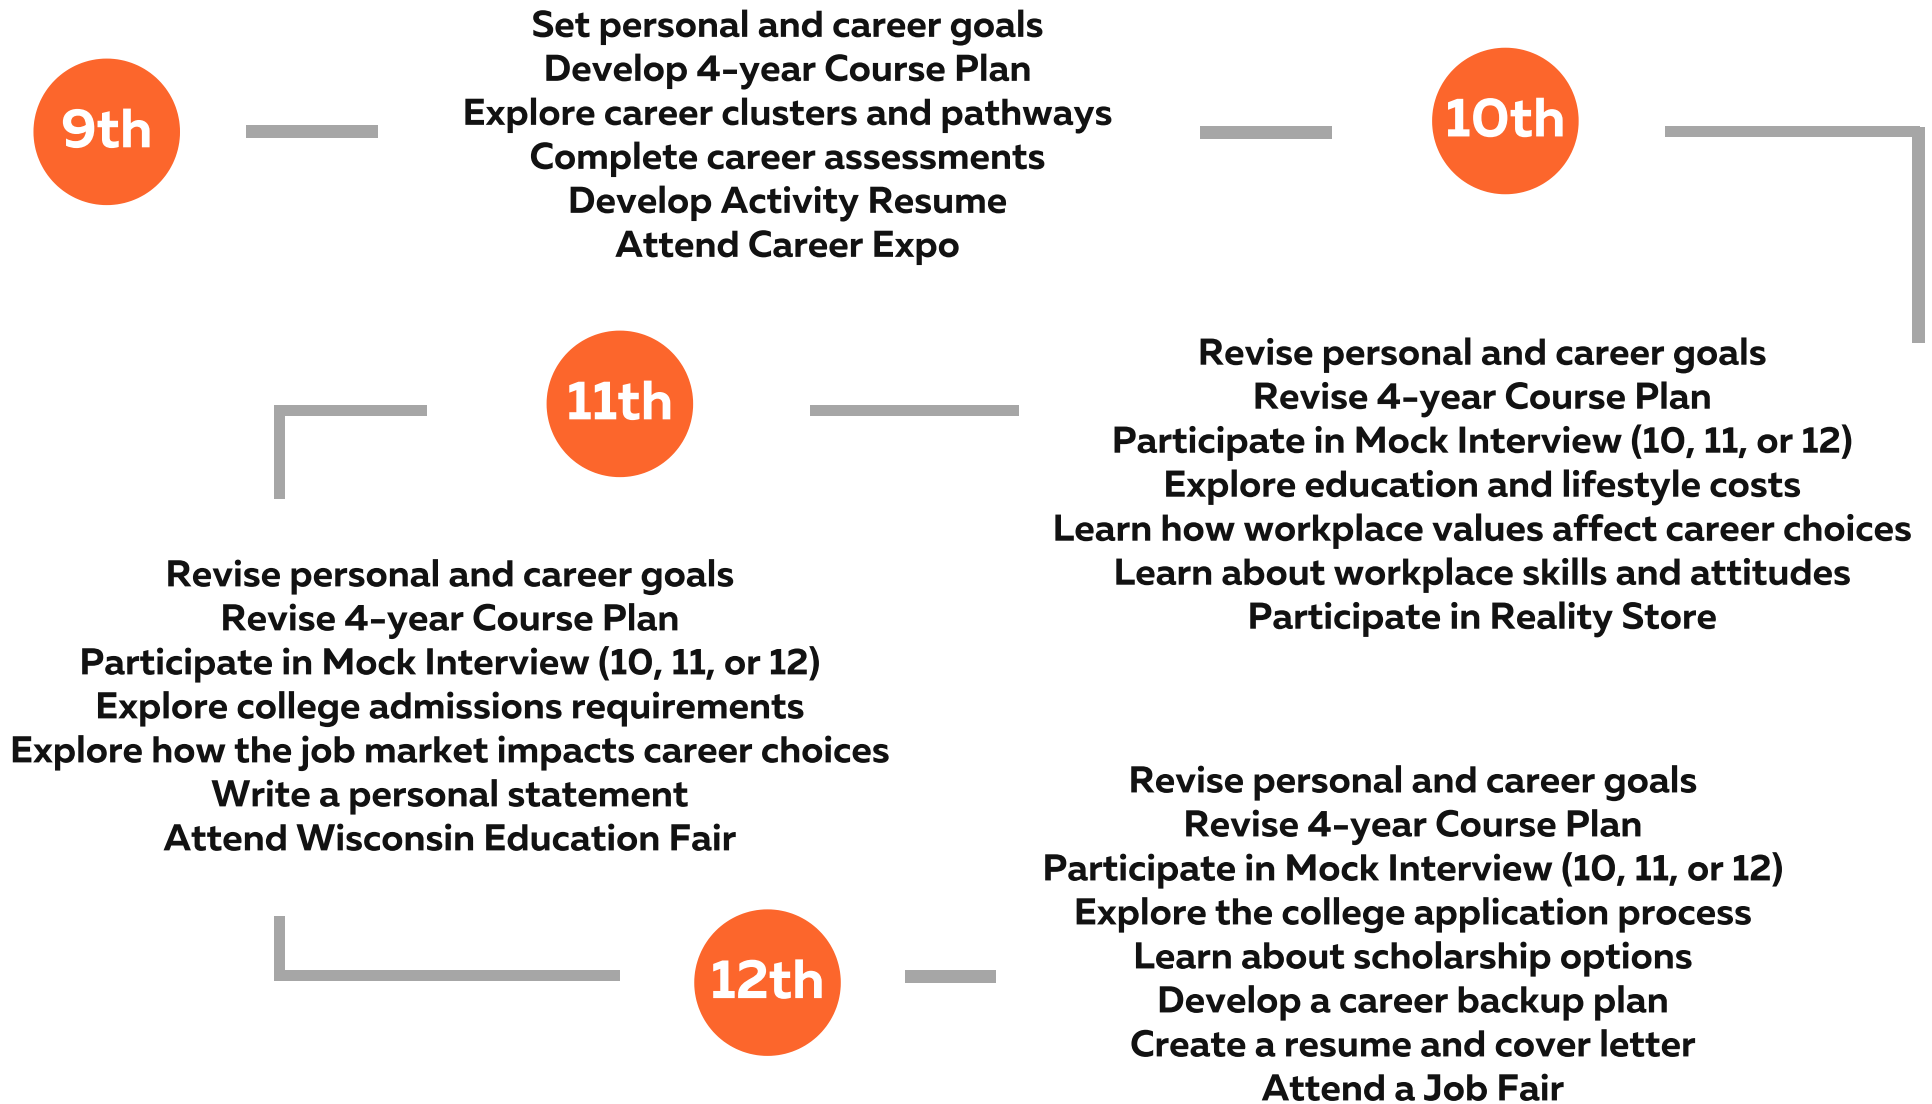 9th
Set personal and career goals
Develop 4-year Course Plan
Explore career clusters and pathways
Complete career assessments
Develop Activity Resume
Attend Career Expo
10th
Revise personal and career goals
Revise 4-year Course Plan
Participate in Mock Interview (10, 11, or 12)
Explore education and lifestyle costs
Learn how workplace values affect career choices
Learn about workplace skills and attitudes
Participate in Reality Store
11th
Revise personal and career goals
Revise 4-year Course Plan
Participate in Mock Interview (10, 11, or 12)
Explore college admissions requirements
Explore how the job market impacts career choices
Write a personal statement
Attend Wisconsin Education Fair
12th
Revise personal and career goals
Revise 4-year Course Plan
Participate in Mock Interview (10, 11, or 12)
Explore the college application process
Learn about scholarship options
Develop a career backup plan
Create a resume and cover letter
Attend a Job Fair